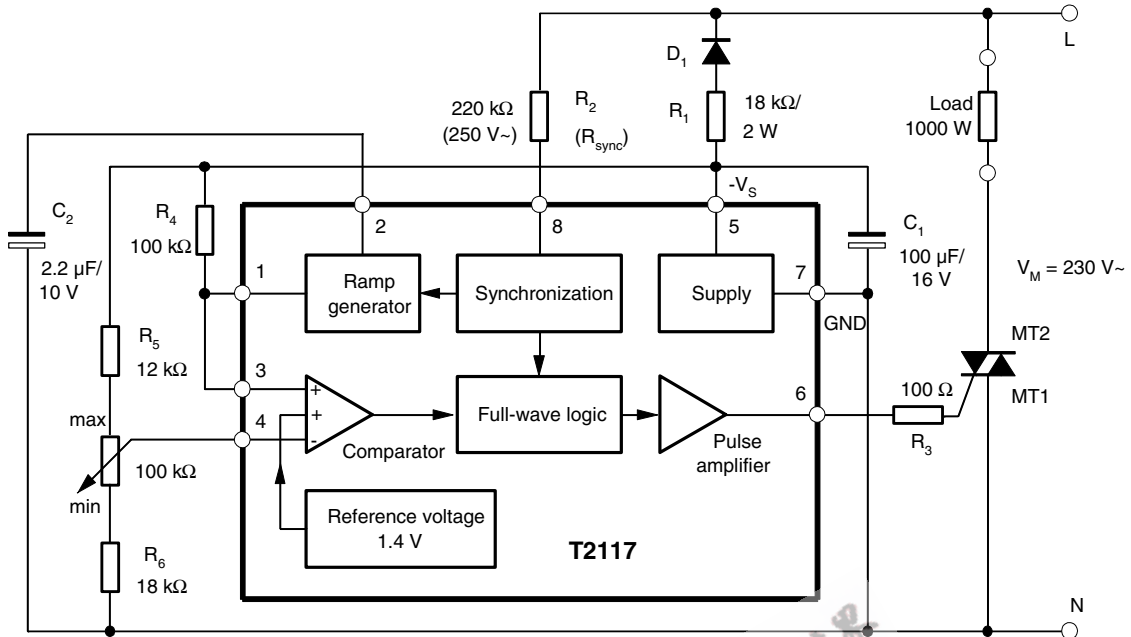 L
D₁
220 kΩ
(250 V~)
R₂
(R_sync)
R₁
18 kΩ/
2 W
Load
1000 W
-V_S
C₂
2.2 µF/
10 V
R₄
100 kΩ
2
8
5
C₁
100 µF/
16 V
1
Ramp
generator
Synchronization
Supply
7
GND
V_M = 230 V~
MT2
MT1
R₅
12 kΩ
3
+
+
-
4
Comparator
Full-wave logic
Pulse
amplifier
6
100 Ω
R₃
max
100 kΩ
min
Reference voltage
1.4 V
T2117
R₆
18 kΩ
N